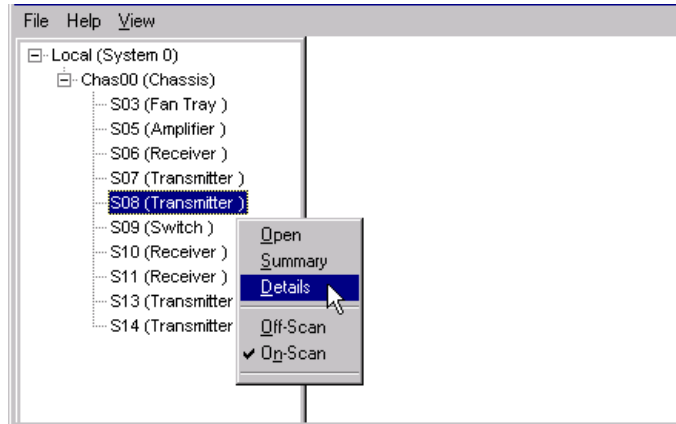 File Help View
Local (System 0)
Chas00 (Chassis)
S03 (Fan Tray )
S05 (Amplifier )
S06 (Receiver )
S07 (Transmitter )
S08 (Transmitter )
S09 (Switch )
S10 (Receiver )
S11 (Receiver )
S13 (Transmitter
S14 (Transmitter
Open
Summary
Details
Off-Scan
On-Scan